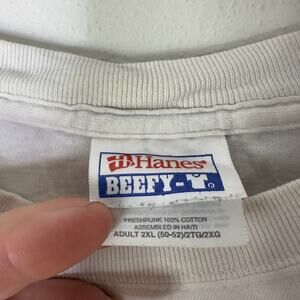 Hanes
BEEFY-T
PRESHRUNK 100% COTTON
ASSEMBLED IN HAITI
ADULT 2XL (50-52)/2TG/2XG